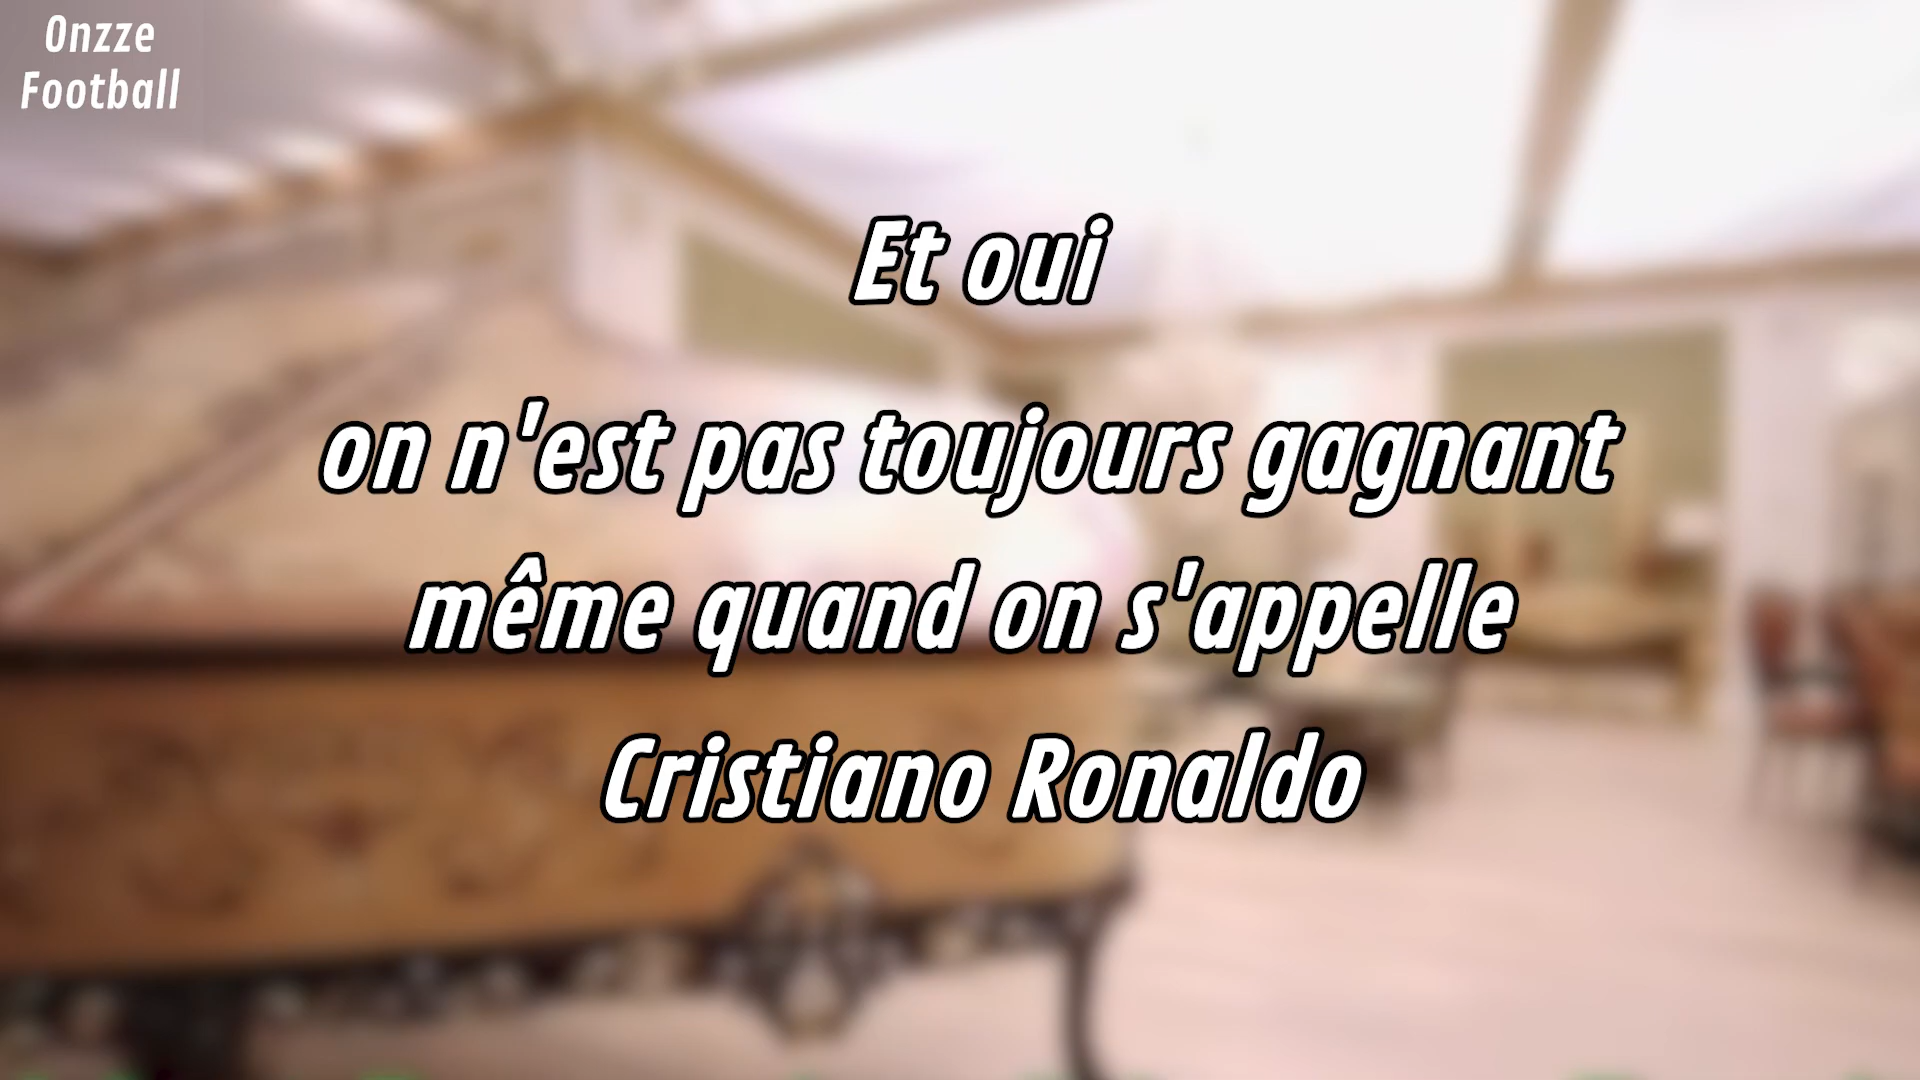 Onzze
Football
Et oui
on n'est pas toujours gagnant
même quand on s'appelle
Cristiano Ronaldo